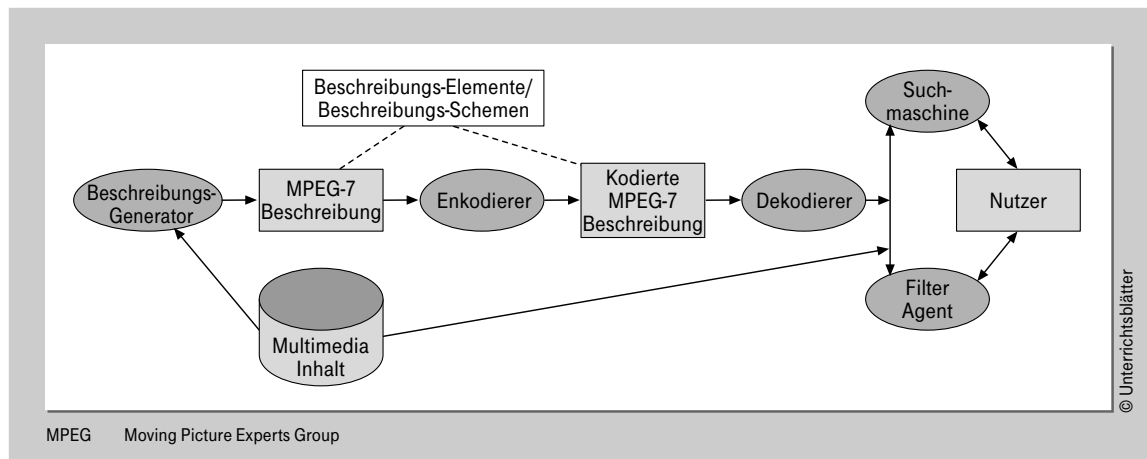 Beschreibungs-Elemente/
Beschreibungs-Schemen
Such-
maschine
Beschreibungs-
Generator
MPEG-7
Beschreibung
Enkodierer
Kodierte
MPEG-7
Beschreibung
Dekodierer
Nutzer
Multimedia
Inhalt
Filter
Agent
© Unterrichtsblätter
MPEG Moving Picture Experts Group